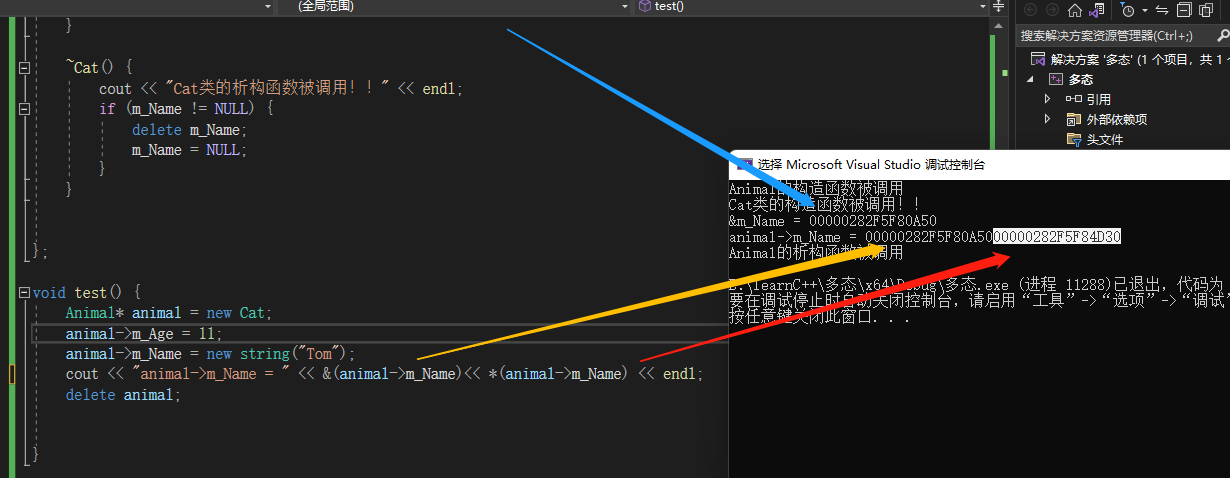 (全局范围)
test()
}
~Cat() {
cout << "Cat类的析构函数被调用！！" << endl;
if (m_Name != NULL) {
delete m_Name;
m_Name = NULL;
}
}
};
void test() {
Animal* animal = new Cat;
animal->m_Age = 11;
animal->m_Name = new string("Tom");
cout << "animal->m_Name = " << &(animal->m_Name)<< *(animal->m_Name) << endl;
delete animal;
}
搜索解决方案资源管理器(Ctrl+;)
解决方案 '多态' (1 个项目，共 1
多态
引用
外部依赖项
头文件
选择 Microsoft Visual Studio 调试控制台
Animal的构造函数被调用
Cat类的构造函数被调用！！
&m_Name = 00000282F5F80A50
animal->m_Name = 00000282F5F80A5000000282F5F84D30
Animal的析构函数被调用
D:\learnC++\多态\x64\Debug\多态.exe (进程 11288)已退出，代码为
要在调试停止时自动关闭控制台，请启用“工具”->“选项”->“调试
按任意键关闭此窗口. . .